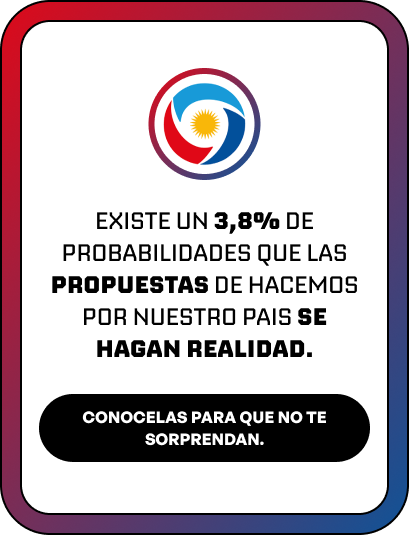 EXISTE UN 3,8% DE
PROBABILIDADES QUE LAS
PROPUESTAS DE HACEMOS
POR NUESTRO PAIS SE
HAGAN REALIDAD.
CONOCELAS PARA QUE NO TE
SORPRENDAN.